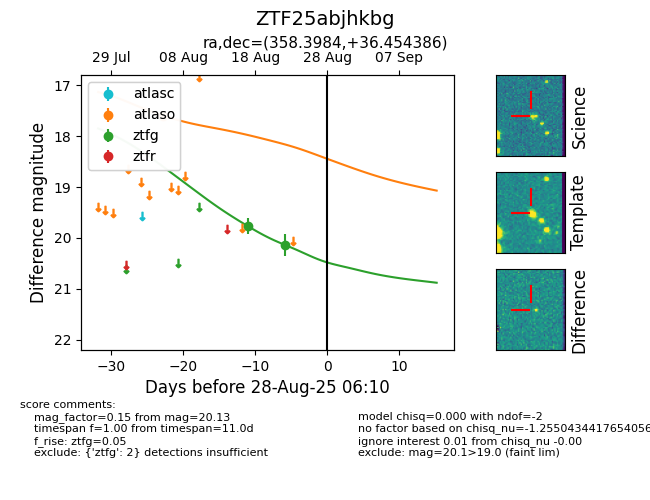 ZTF25abjhkbg
ra,dec=(358.3984,+36.454386)
29 Jul 08 Aug 18 Aug 28 Aug 07 Sep
17
18
19
20
21
22
Difference magnitude
atlasc
atlaso
ztfg
ztfr
−30 −20 −10 0 10
Days before 28-Aug-25 06:10
Science
Template
Difference
score comments:
mag_factor=0.15 from mag=20.13
timespan f=1.00 from timespan=11.0d
f_rise: ztfg=0.05
exclude: {'ztfg': 2} detections insufficient
model chisq=0.000 with ndof=-2
no factor based on chisq_nu=-1.2550434417654056
ignore interest 0.01 from chisq_nu -0.00
exclude: mag=20.1>19.0 (faint lim)